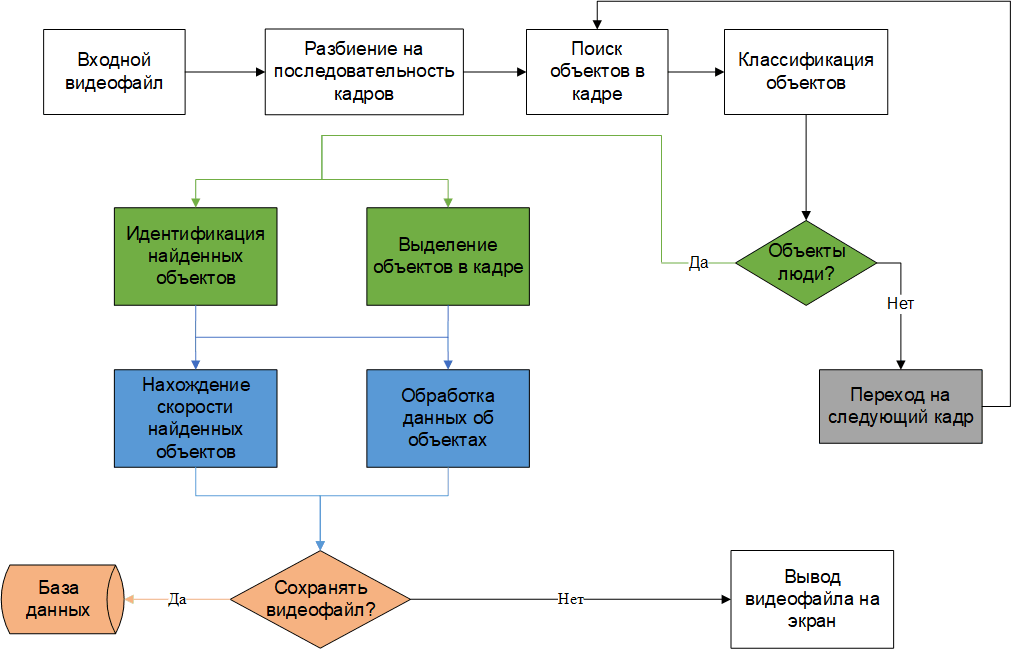 Входной
видеофайл
Разбиение на
последовательность
кадров
Поиск
объектов в
кадре
Классификация
объектов
Идентификация
найденных
объектов
Выделение
объектов в кадре
Да
Объекты
люди?
Нет
Нахождение
скорости
найденных
объектов
Обработка
данных об
объектах
Переход на
следующий кадр
База
данных
Да
Сохранять
видеофайл?
Нет
Вывод
видеофайла на
экран